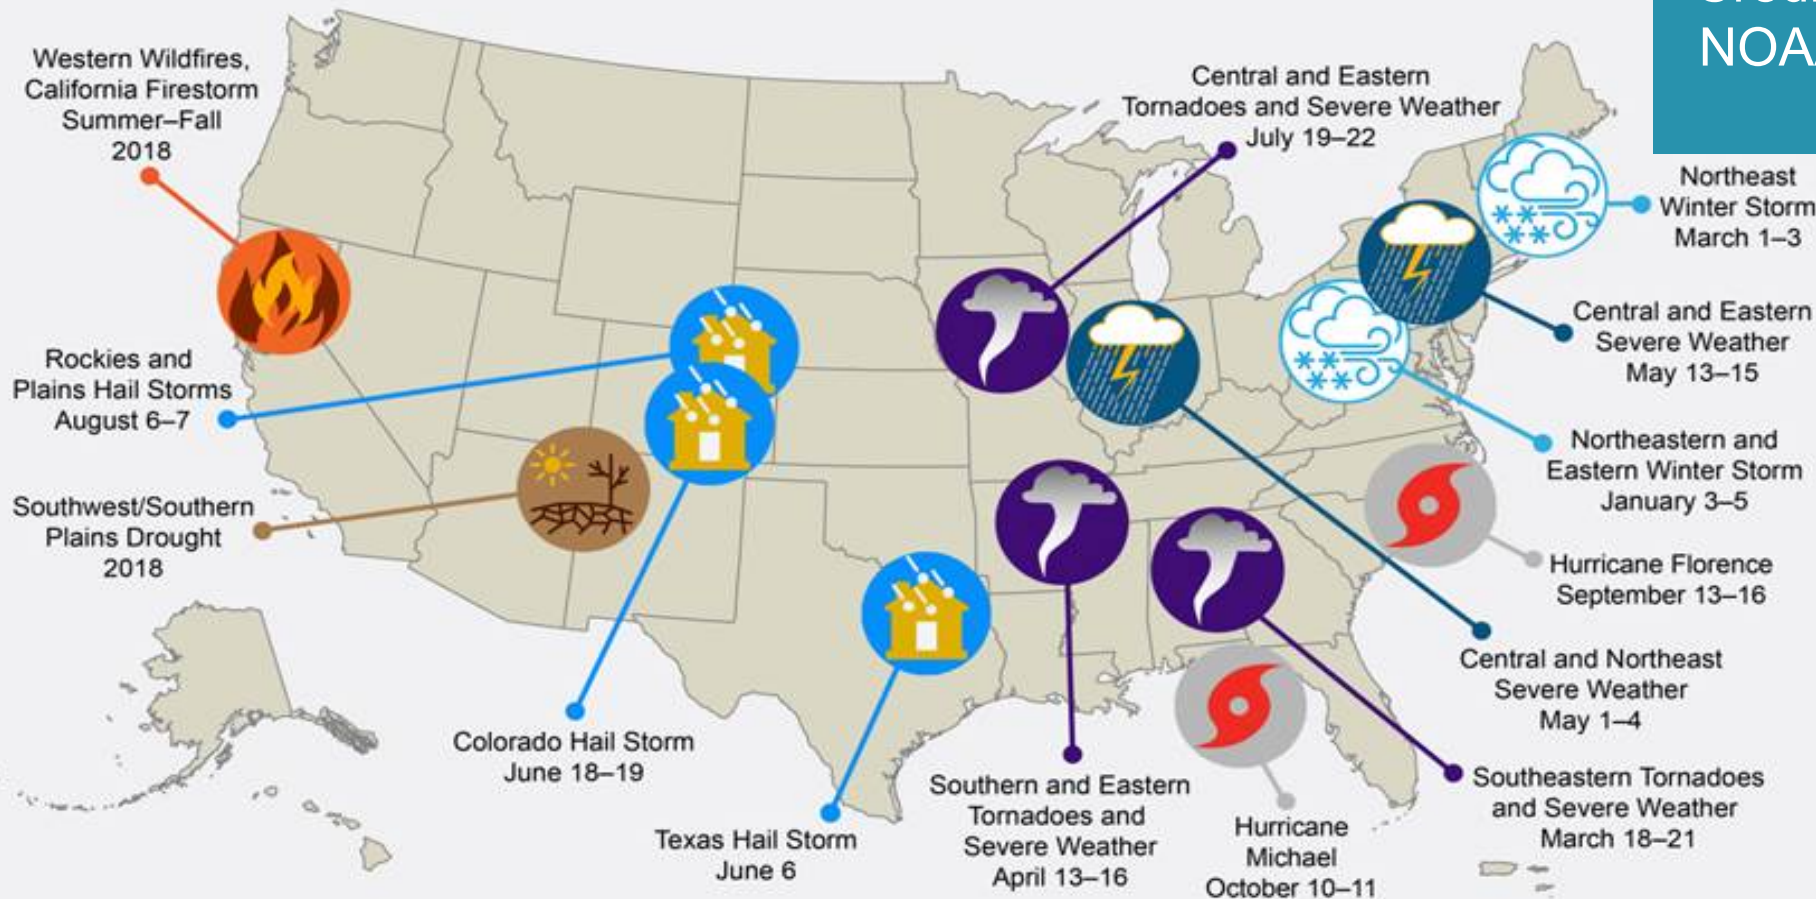 NOAA
Western Wildfires,
California Firestorm
Summer–Fall
2018
Central and Eastern
Tornadoes and Severe Weather
July 19–22
Northeast
Winter Storm
March 1–3
Central and Eastern
Severe Weather
May 13–15
Rockies and
Plains Hail Storms
August 6–7
Northeastern and
Eastern Winter Storm
January 3–5
Southwest/Southern
Plains Drought
2018
Hurricane Florence
September 13–16
Central and Northeast
Severe Weather
May 1–4
Colorado Hail Storm
June 18–19
Texas Hail Storm
June 6
Southern and Eastern
Tornadoes and
Severe Weather
April 13–16
Hurricane
Michael
October 10–11
Southeastern Tornadoes
and Severe Weather
March 18–21